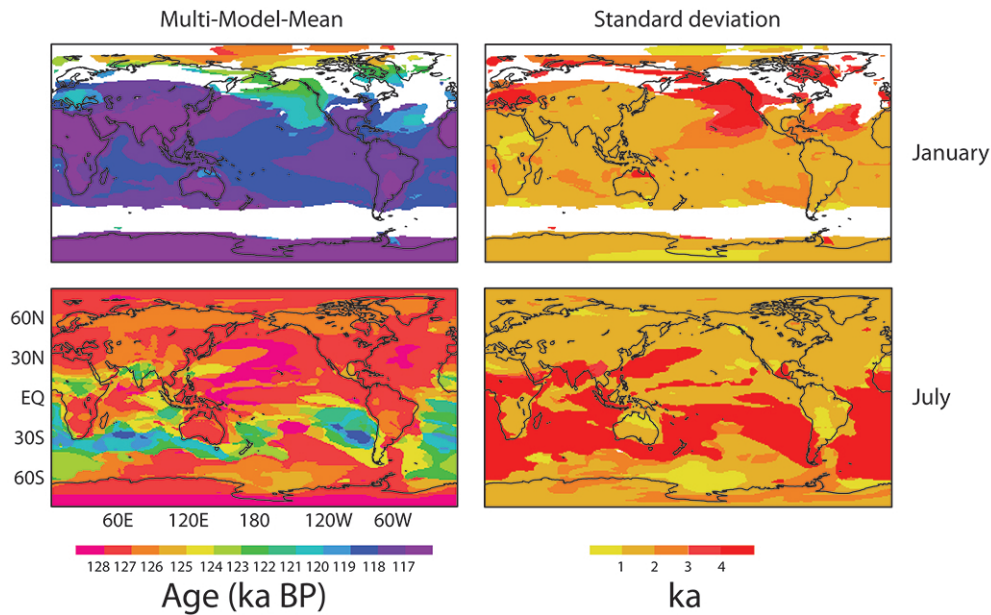 Multi-Model-Mean
Standard deviation
January
60N
30N
EQ
30S
60S
July
60E 120E 180 120W 60W
128 127 126 125 124 123 122 121 120 119 118 117
Age (ka BP)
1 2 3 4
ka